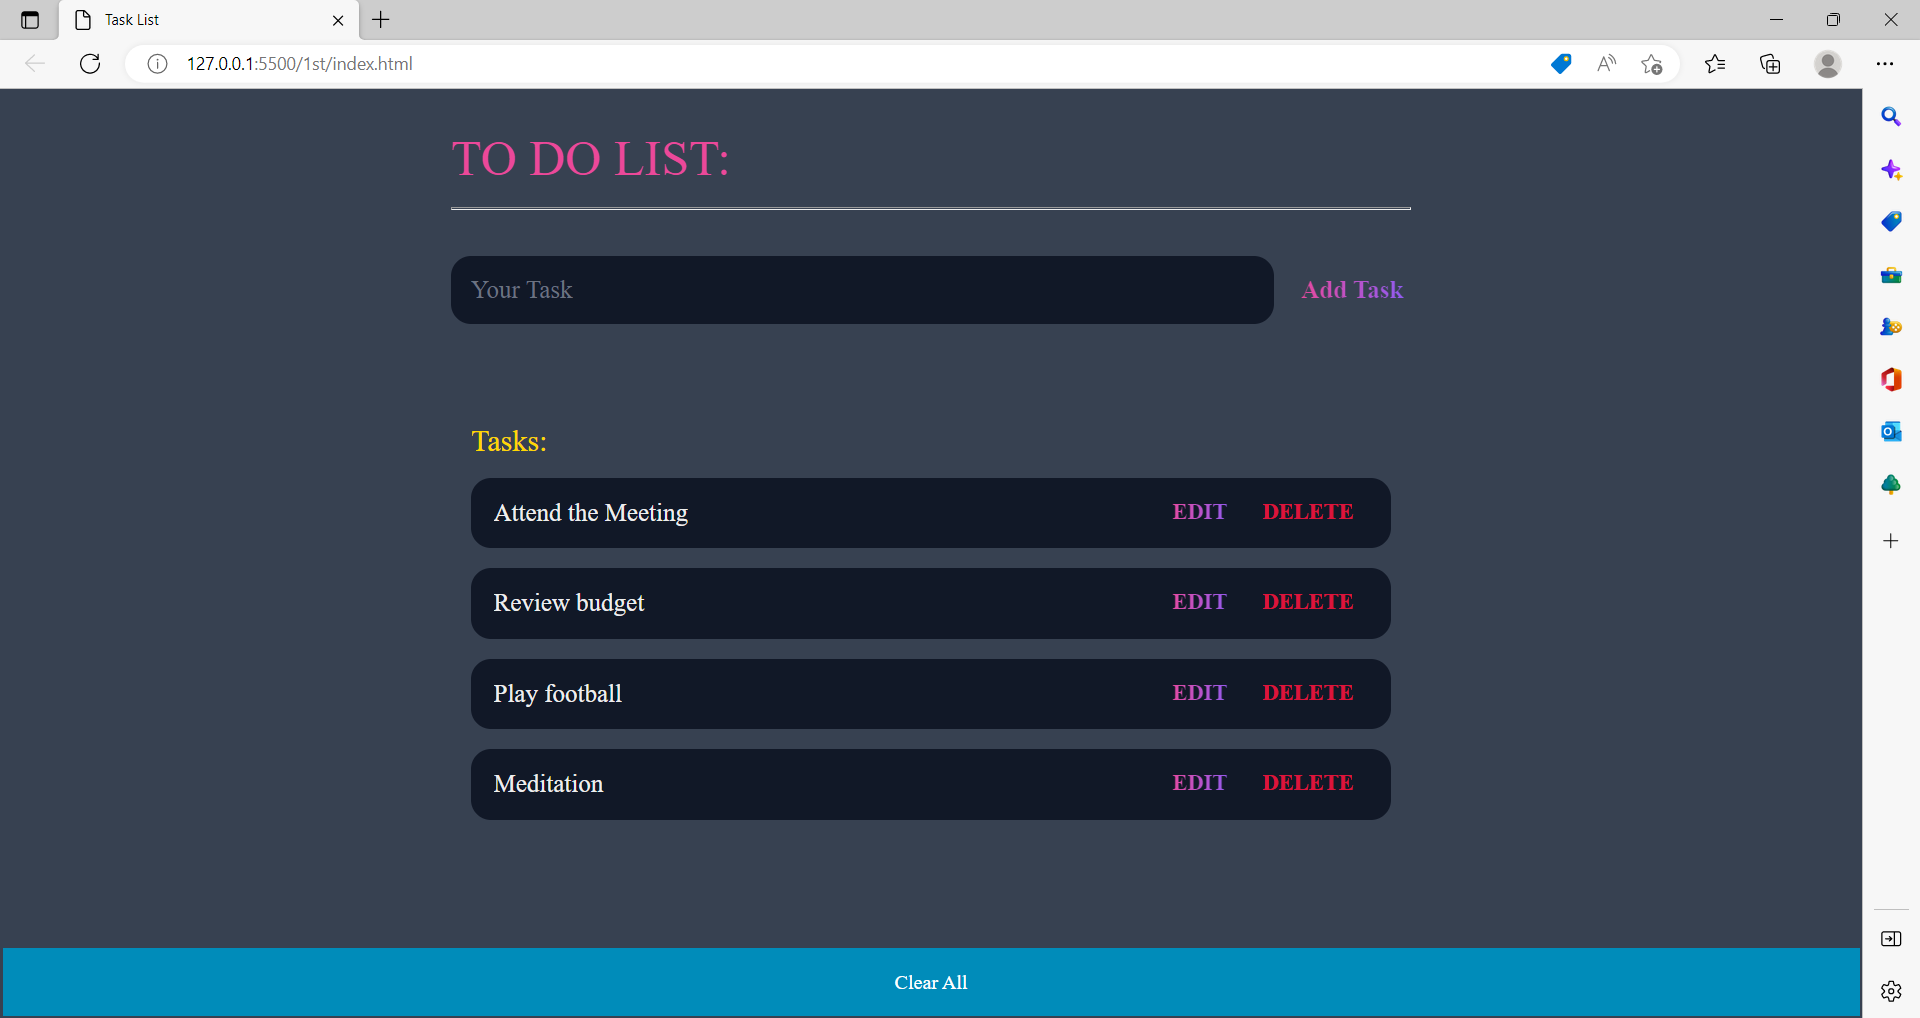 Task List
127.0.0.1:5500/1st/index.html
TO DO LIST:
Your Task
Add Task
Tasks:
Attend the Meeting EDIT DELETE
Review budget EDIT DELETE
Play football EDIT DELETE
Meditation EDIT DELETE
Clear All